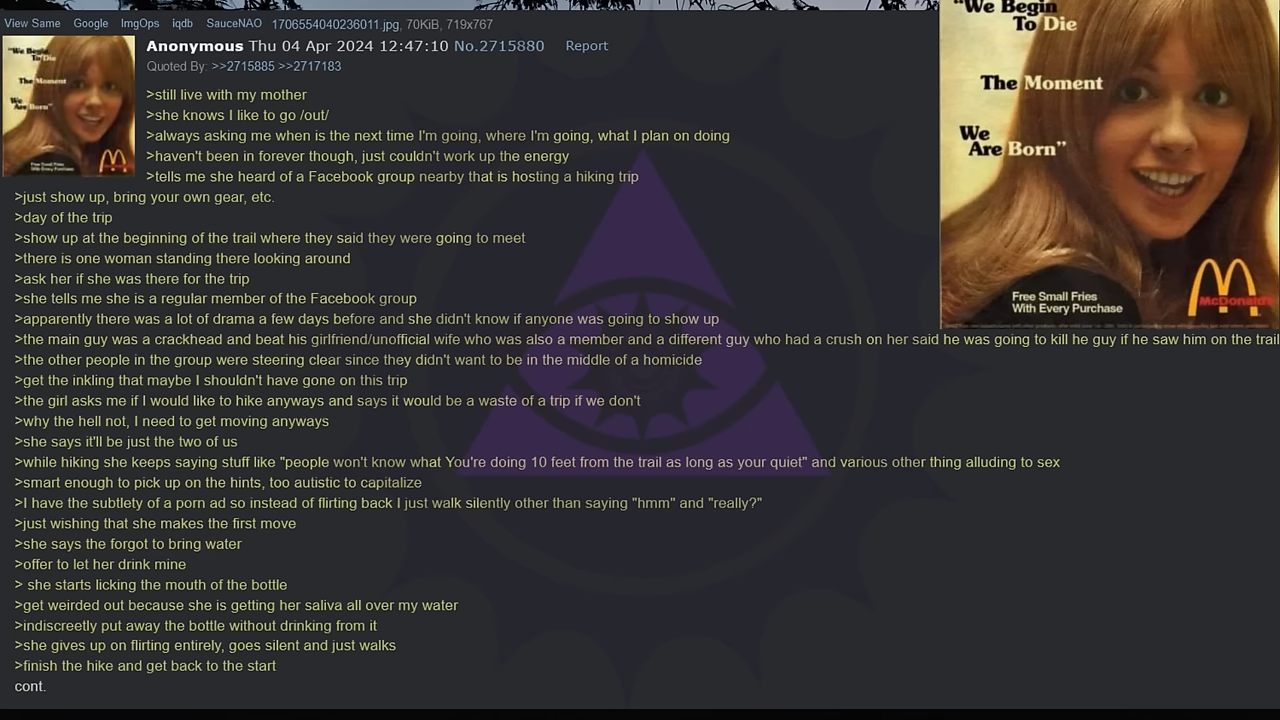 View Same Google ImgOps iqdb SauceNAO 1706554040236011.jpg, 70KiB, 719x767
Anonymous Thu 04 Apr 2024 12:47:10 No.2715880 Report
Quoted By: >>2715885 >>2717183
>still live with my mother
>she knows I like to go /out/
>always asking me when is the next time I'm going, where I'm going, what I plan on doing
>haven't been in forever though, just couldn't work up the energy
>tells me she heard of a Facebook group nearby that is hosting a hiking trip
>just show up, bring your own gear, etc.
>day of the trip
>show up at the beginning of the trail where they said they were going to meet
>there is one woman standing there looking around
>ask her if she was there for the trip
>she tells me she is a regular member of the Facebook group
>apparently there was a lot of drama a few days before and she didn't know if anyone was going to show up
>the main guy was a crackhead and beat his girlfriend/unofficial wife who was also a member and a different guy who had a crush on her said he was going to kill he guy if he saw him on the trail
>the other people in the group were steering clear since they didn't want to be in the middle of a homicide
>get the inkling that maybe I shouldn't have gone on this trip
>the girl asks me if I would like to hike anyways and says it would be a waste of a trip if we don't
>why the hell not, I need to get moving anyways
>she says it'll be just the two of us
>while hiking she keeps saying stuff like "people won't know what You're doing 10 feet from the trail as long as your quiet" and various other thing alluding to sex
>smart enough to pick up on the hints, too autistic to capitalize
>I have the subtlety of a porn ad so instead of flirting back I just walk silently other than saying "hmm" and "really?"
>just wishing that she makes the first move
>she says the forgot to bring water
>offer to let her drink mine
> she starts licking the mouth of the bottle
>get weirded out because she is getting her saliva all over my water
>indiscreetly put away the bottle without drinking from it
>she gives up on flirting entirely, goes silent and just walks
>finish the hike and get back to the start
cont.
"We Begin
To Die
The Moment
We
Are Born"
Free Small Fries
With Every Purchase
McDonald's
"We Begin
To Die
The Moment
We
Are Born"
Free Small Fries
With Every Purchase